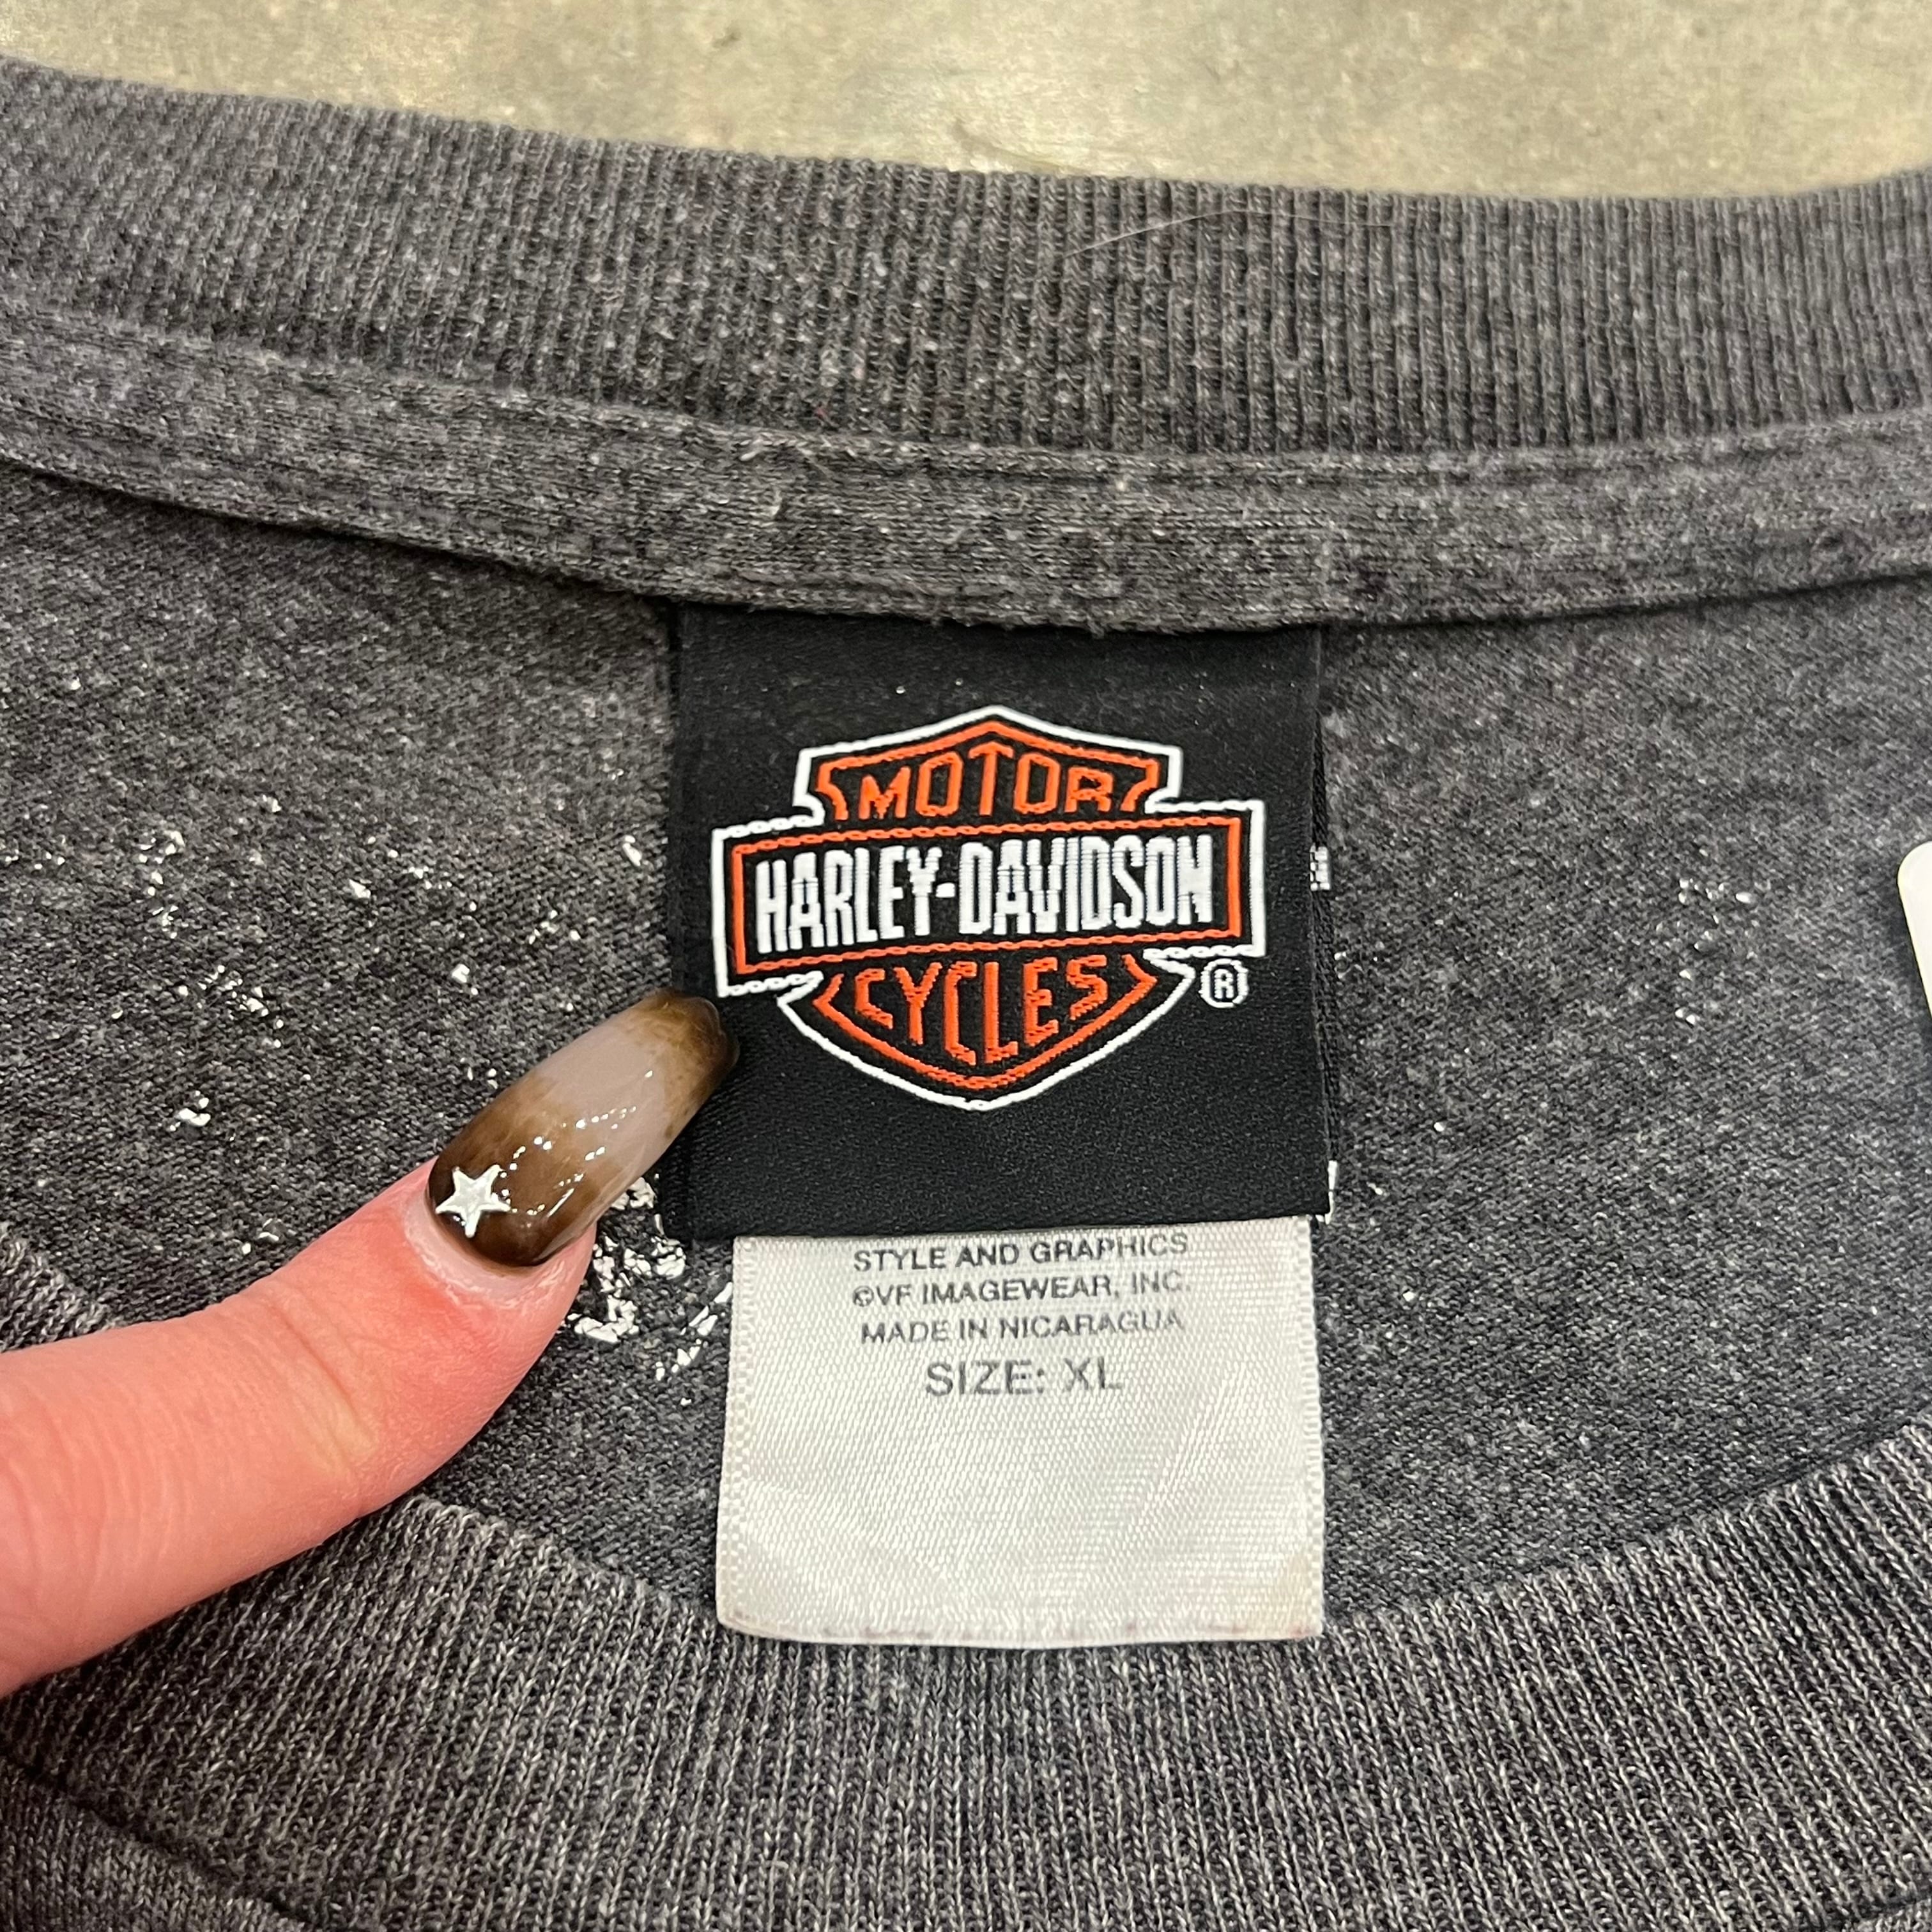 MOTOR
HARLEY-DAVIDSON
CYCLES
®
STYLE AND GRAPHICS
©VF IMAGEWEAR, INC.
MADE IN NICARAGUA
SIZE: XL